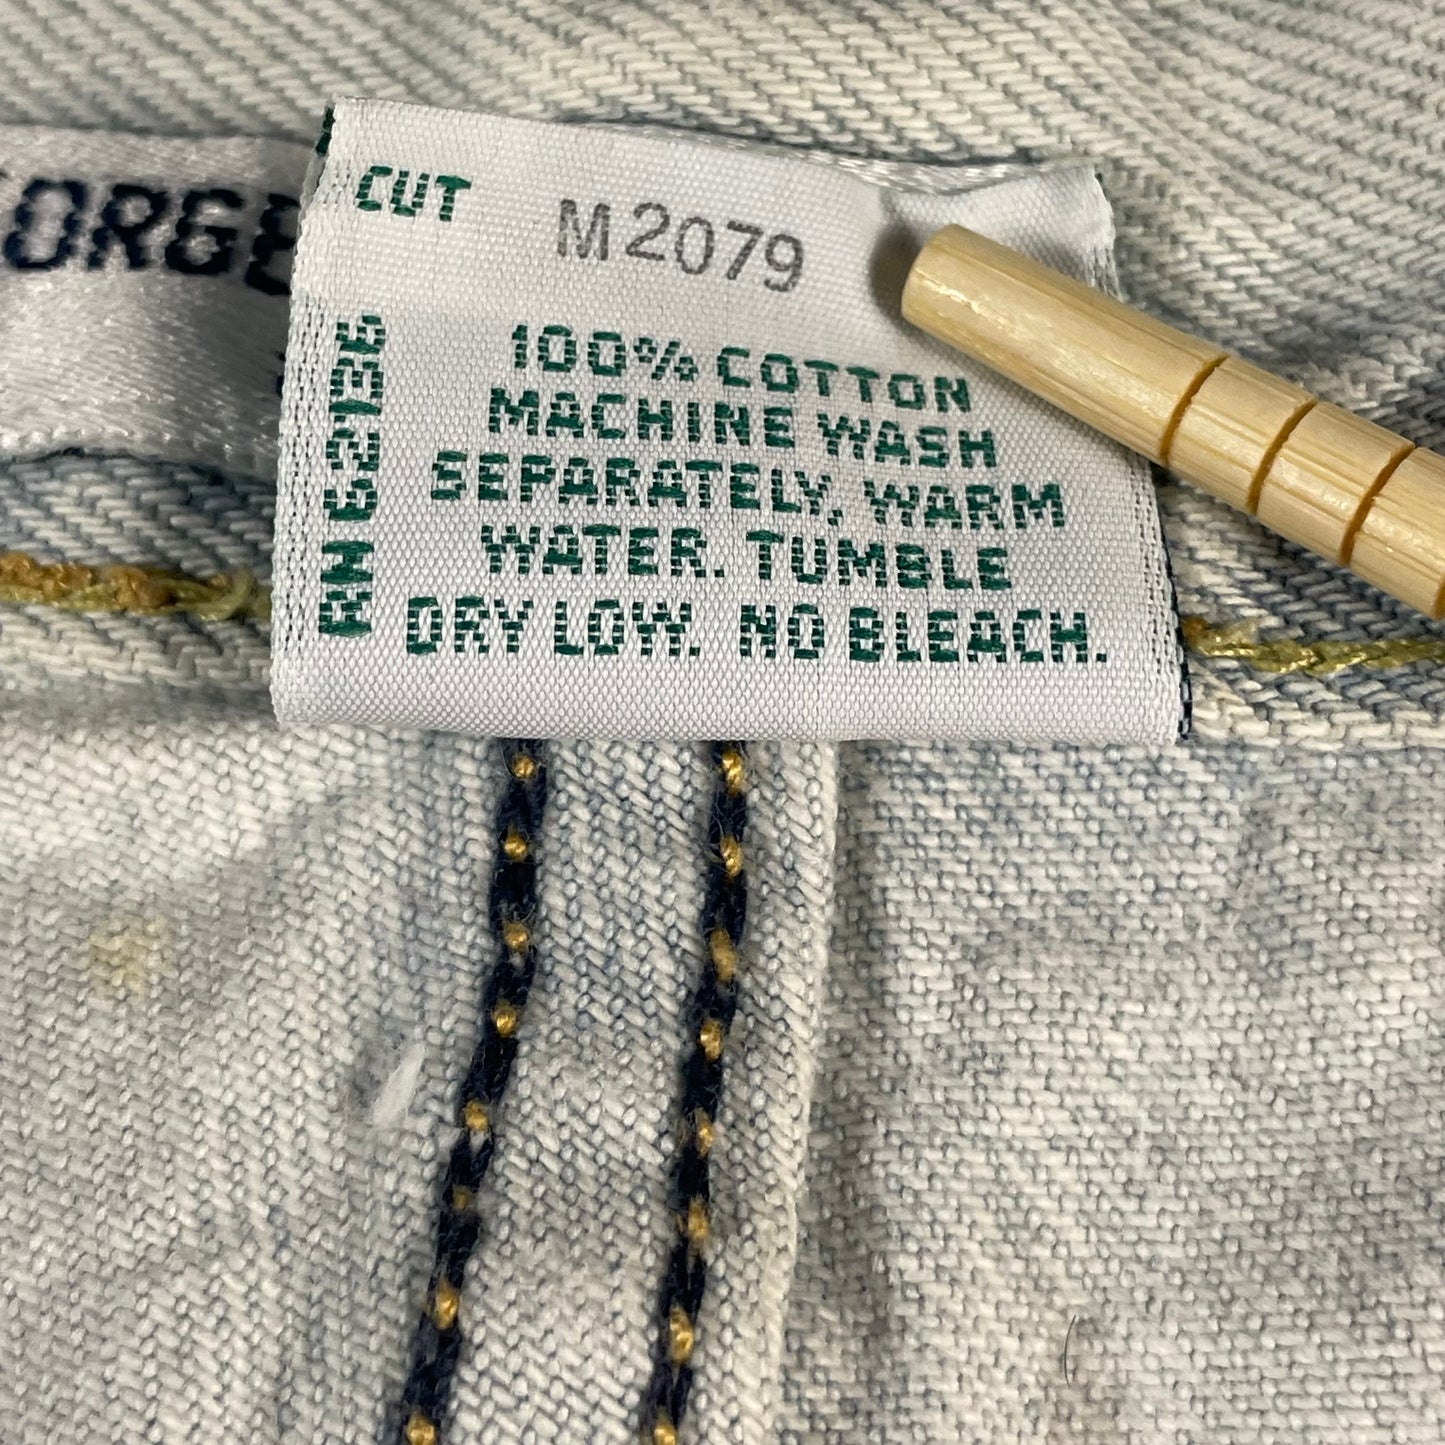 ORGE
CUT M2079
RN 62136
100% COTTON
MACHINE WASH
SEPARATELY, WARM
WATER. TUMBLE
DRY LOW. NO BLEACH.